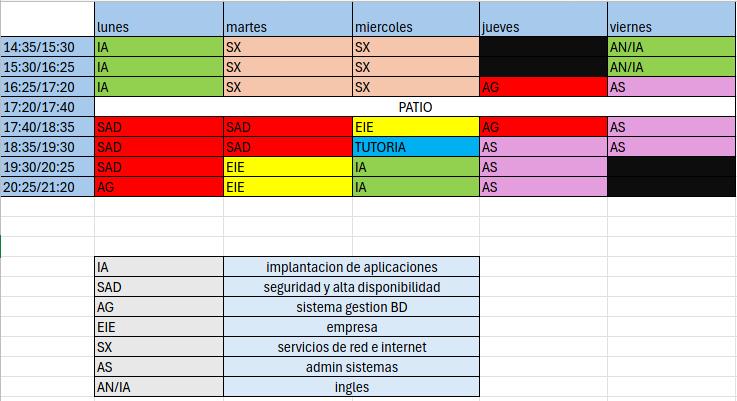 lunes martes miercoles jueves viernes
14:35/15:30 IA SX SX AN/IA
15:30/16:25 IA SX SX AN/IA
16:25/17:20 IA SX SX AG AS
17:20/17:40 PATIO
17:40/18:35 SAD SAD EIE AG AS
18:35/19:30 SAD SAD TUTORIA AS AS
19:30/20:25 SAD EIE IA AS
20:25/21:20 AG EIE IA AS
IA implantacion de aplicaciones
SAD seguridad y alta disponibilidad
AG sistema gestion BD
EIE empresa
SX servicios de red e internet
AS admin sistemas
AN/IA ingles